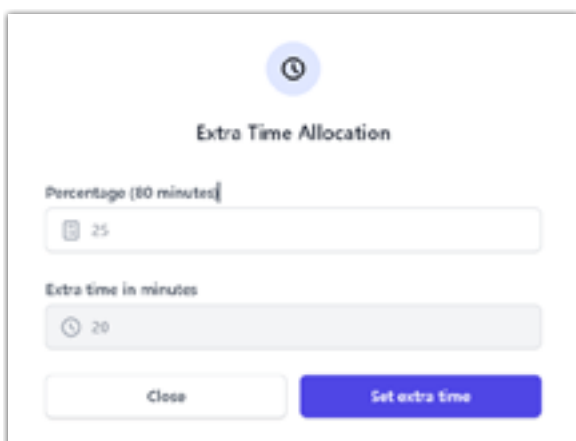 Extra Time Allocation
Percentage (80 minutes)
25
Extra time in minutes
20
Close
Set extra time